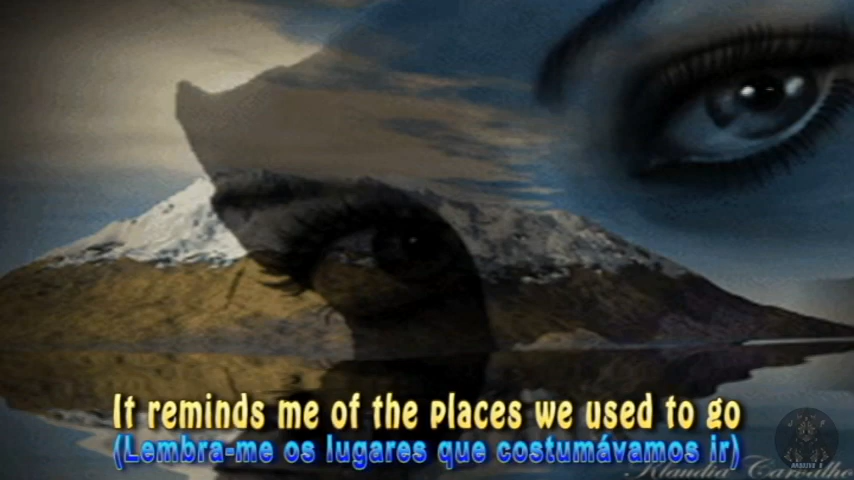 It reminds me of the places we used to go
(Lembra-me os lugares que costumávamos ir)
Klaudia Carvalho